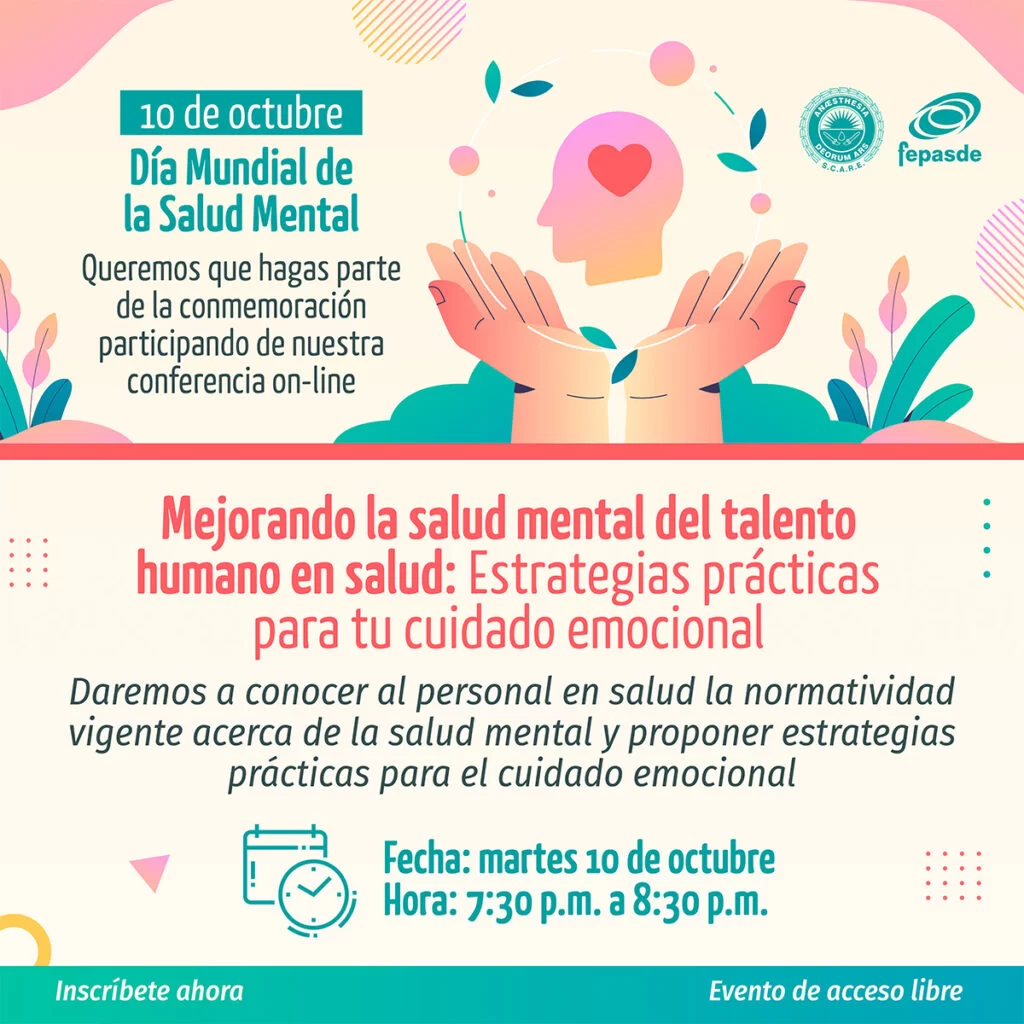 10 de octubre
Día Mundial de
la Salud Mental
Queremos que hagas parte
de la conmemoración
participando de nuestra
conferencia on-line
ANÆSTHESIA
DEORUM ARS
S.C.A.R.E.
fepasde
Mejorando la salud mental del talento
humano en salud: Estrategias prácticas
para tu cuidado emocional
Daremos a conocer al personal en salud la normatividad
vigente acerca de la salud mental y proponer estrategias
prácticas para el cuidado emocional
Fecha: martes 10 de octubre
Hora: 7:30 p.m. a 8:30 p.m.
Inscríbete ahora
Evento de acceso libre